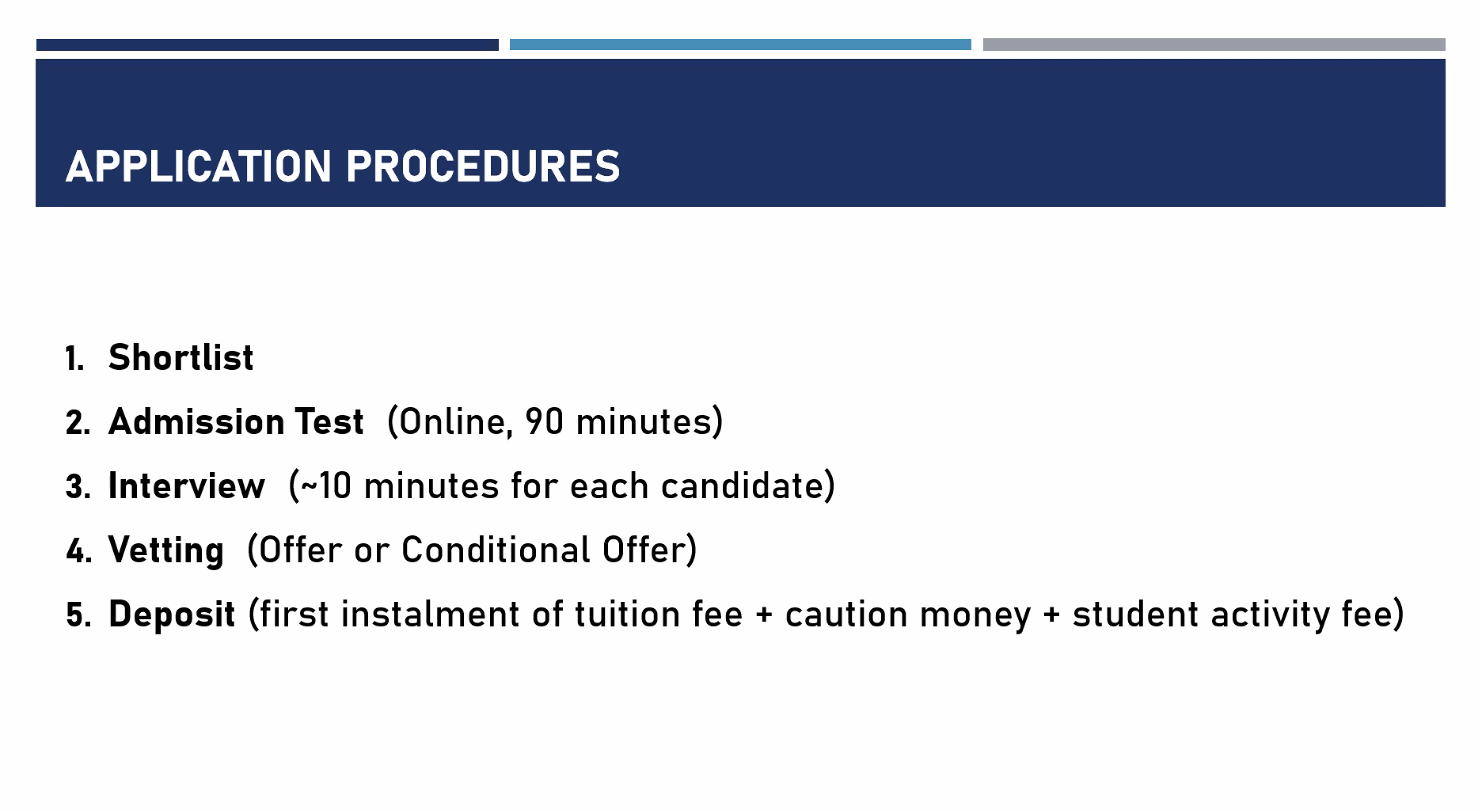 APPLICATION PROCEDURES
1. Shortlist
2. Admission Test (Online, 90 minutes)
3. Interview (~10 minutes for each candidate)
4. Vetting (Offer or Conditional Offer)
5. Deposit (first instalment of tuition fee + caution money + student activity fee)